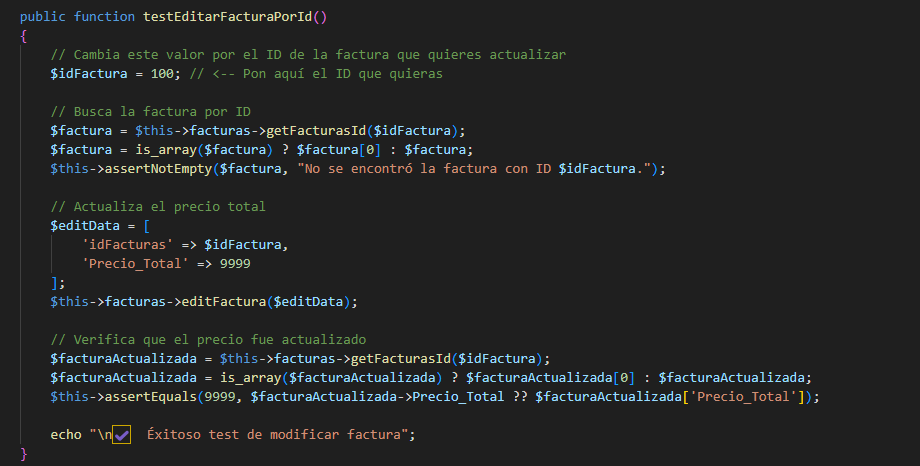 public function testEditarFacturaPorId()
{
    // Cambia este valor por el ID de la factura que quieres actualizar
    $idFactura = 100; // <-- Pon aquí el ID que quieras

    // Busca la factura por ID
    $factura = $this->facturas->getFacturasId($idFactura);
    $factura = is_array($factura) ? $factura[0] : $factura;
    $this->assertNotEmpty($factura, "No se encontró la factura con ID $idFactura.");

    // Actualiza el precio total
    $editData = [
        'idFacturas' => $idFactura,
        'Precio_Total' => 9999
    ];
    $this->facturas->editFactura($editData);

    // Verifica que el precio fue actualizado
    $facturaActualizada = $this->facturas->getFacturasId($idFactura);
    $facturaActualizada = is_array($facturaActualizada) ? $facturaActualizada[0] : $facturaActualizada;
    $this->assertEquals(9999, $facturaActualizada->Precio_Total ?? $facturaActualizada['Precio_Total']);

    echo "\n✔ Éxitoso test de modificar factura";
}